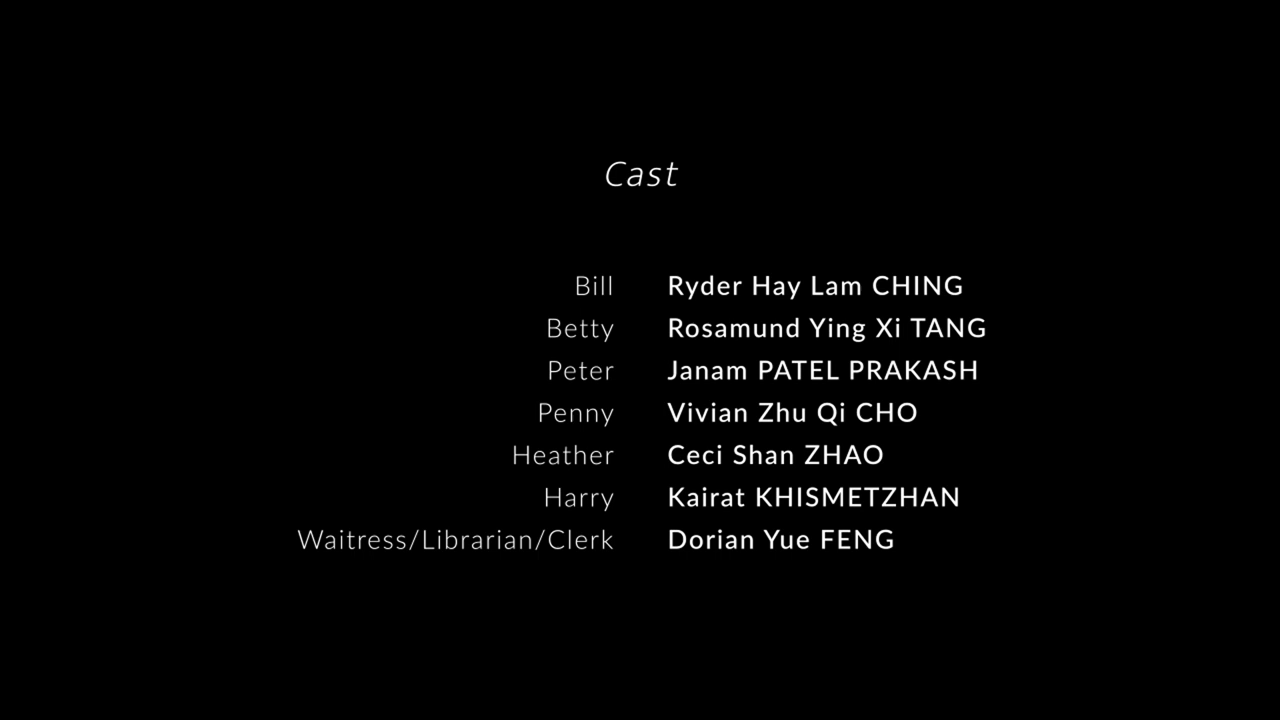 Cast
Bill Ryder Hay Lam CHING
Betty Rosamund Ying Xi TANG
Peter Janam PATEL PRAKASH
Penny Vivian Zhu Qi CHO
Heather Ceci Shan ZHAO
Harry Kairat KHISMETZHAN
Waitress/Librarian/Clerk Dorian Yue FENG